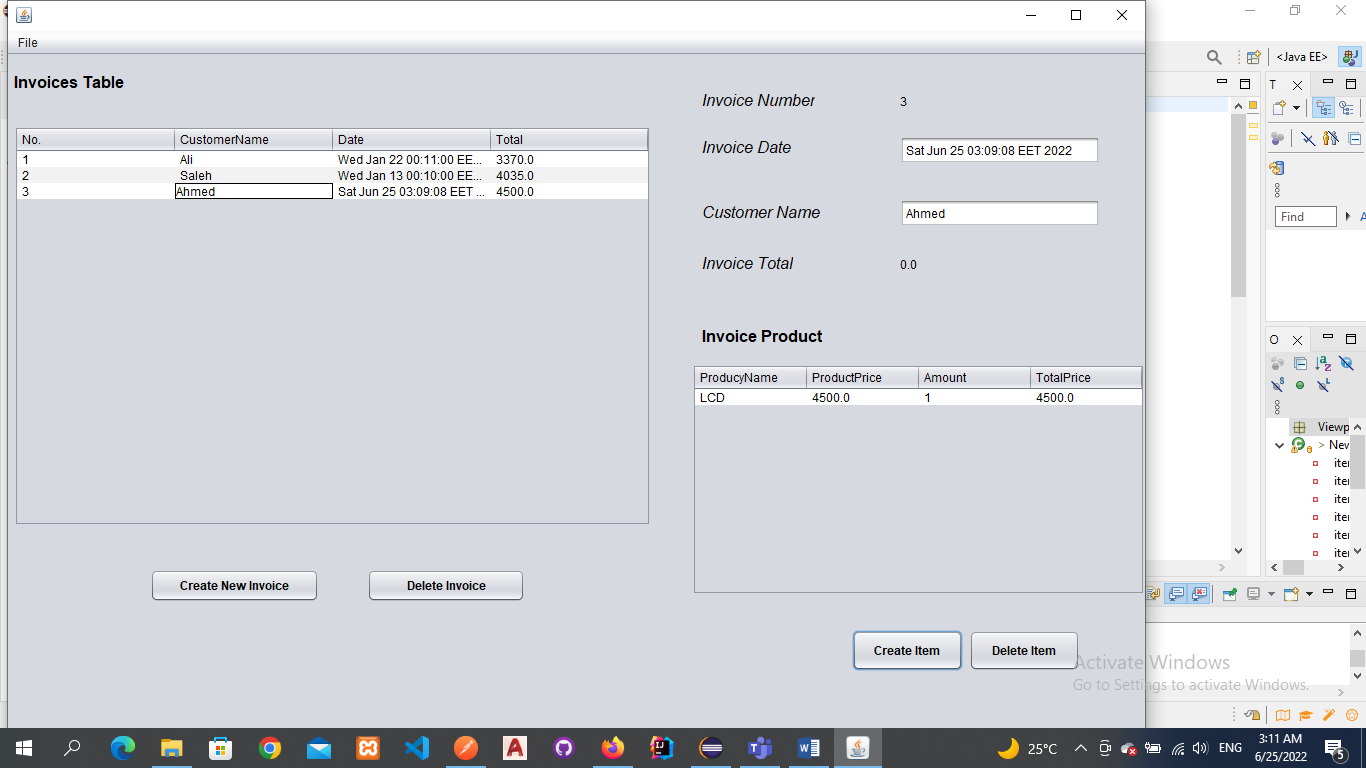 File
Invoices Table
No. CustomerName Date Total
1 Ali Wed Jan 22 00:11:00 EE... 3370.0
2 Saleh Wed Jan 13 00:10:00 EE... 4035.0
3 Ahmed Sat Jun 25 03:09:08 EET ... 4500.0
Create New Invoice Delete Invoice
Invoice Number 3
Invoice Date Sat Jun 25 03:09:08 EET 2022
Customer Name Ahmed
Invoice Total 0.0
Invoice Product
ProducyName ProductPrice Amount TotalPrice
LCD 4500.0 1 4500.0
Create Item Delete Item
<Java EE>
T
Find
A
O
Viewp
> New
iter
iter
iter
iter
iter
iter
Activate Windows
Go to Settings to activate Windows.
25°C ENG 3:11 AM
6/25/2022
5